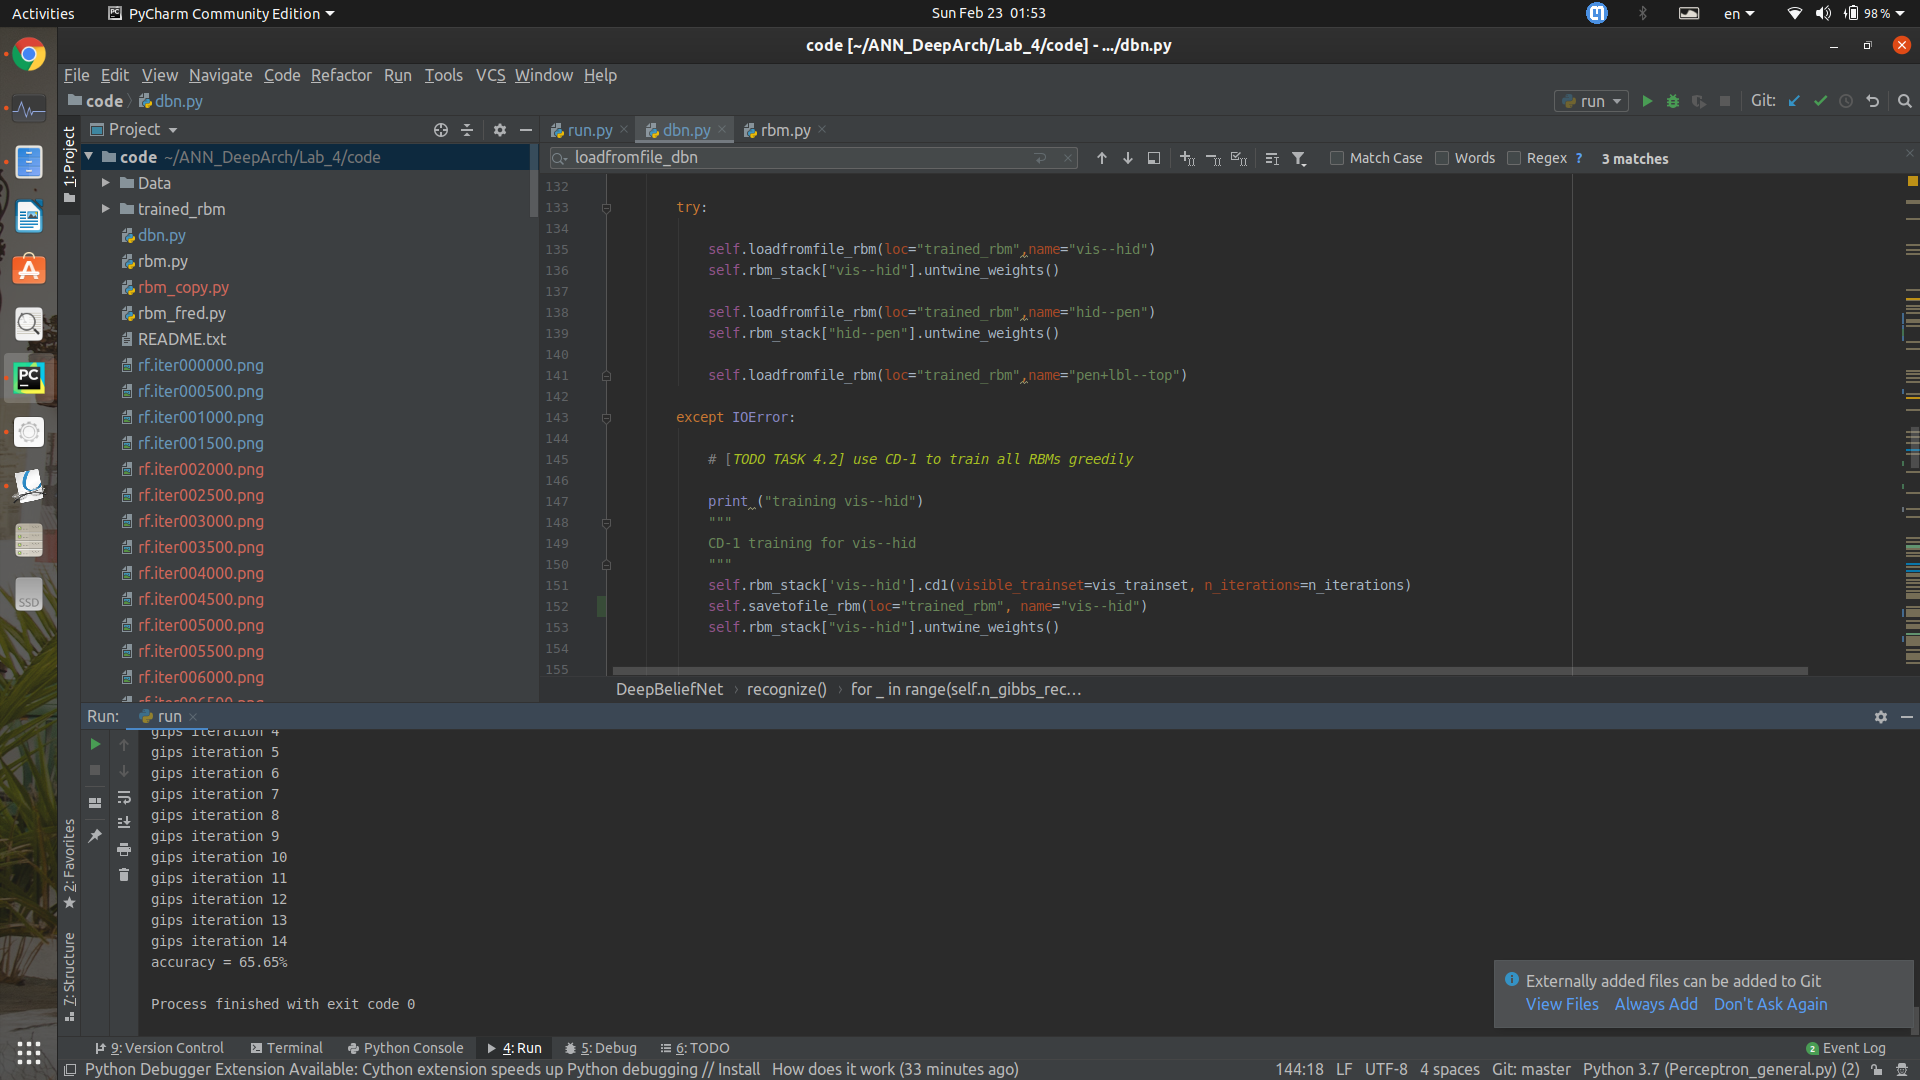 Activities
PyCharm Community Edition
Sun Feb 23 01:53
en
98 %
code [~/ANN_DeepArch/Lab_4/code] - .../dbn.py
File Edit View Navigate Code Refactor Run Tools VCS Window Help
code dbn.py
run
Git:
1: Project
Project
run.py
dbn.py
rbm.py
code ~/ANN_DeepArch/Lab_4/code
Data
trained_rbm
dbn.py
rbm.py
rbm_copy.py
rbm_fred.py
README.txt
rf.iter000000.png
rf.iter000500.png
rf.iter001000.png
rf.iter001500.png
rf.iter002000.png
rf.iter002500.png
rf.iter003000.png
rf.iter003500.png
rf.iter004000.png
rf.iter004500.png
rf.iter005000.png
rf.iter005500.png
rf.iter006000.png
rf.iter006500.png
loadfromfile_dbn
Match Case
Words
Regex ?
3 matches
132
133 try:
134
135 self.loadfromfile_rbm(loc="trained_rbm",name="vis--hid")
136 self.rbm_stack["vis--hid"].untwine_weights()
137
138 self.loadfromfile_rbm(loc="trained_rbm",name="hid--pen")
139 self.rbm_stack["hid--pen"].untwine_weights()
140
141 self.loadfromfile_rbm(loc="trained_rbm",name="pen+lbl--top")
142
143 except IOError:
144
145 # [TODO TASK 4.2] use CD-1 to train all RBMs greedily
146
147 print ("training vis--hid")
148 """
149 CD-1 training for vis--hid
150 """
151 self.rbm_stack['vis--hid'].cd1(visible_trainset=vis_trainset, n_iterations=n_iterations)
152 self.savetofile_rbm(loc="trained_rbm", name="vis--hid")
153 self.rbm_stack["vis--hid"].untwine_weights()
154
155
DeepBeliefNet › recognize() › for _ in range(self.n_gibbs_rec...
Run: run
gips iteration 4
gips iteration 5
gips iteration 6
gips iteration 7
gips iteration 8
gips iteration 9
gips iteration 10
gips iteration 11
gips iteration 12
gips iteration 13
gips iteration 14
accuracy = 65.65%
Process finished with exit code 0
2: Favorites
7: Structure
SSD
PC
Externally added files can be added to Git
View Files Always Add Don't Ask Again
9: Version Control
Terminal
Python Console
4: Run
5: Debug
6: TODO
2 Event Log
Python Debugger Extension Available: Cython extension speeds up Python debugging // Install How does it work (33 minutes ago)
144:18 LF UTF-8 4 spaces Git: master Python 3.7 (Perceptron_general.py) (2)